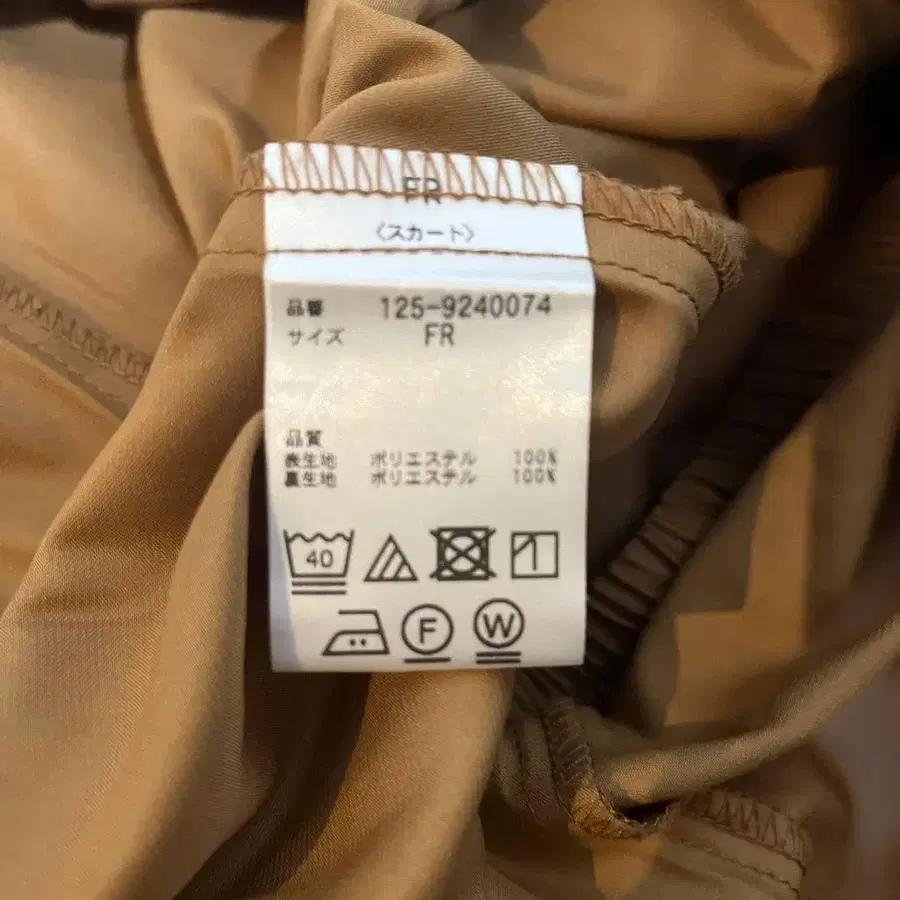 FR
〈スカート〉
品番 125-9240074
サイズ FR
品質
表生地 ポリエステル 100%
裏生地 ポリエステル 100%
40
F W